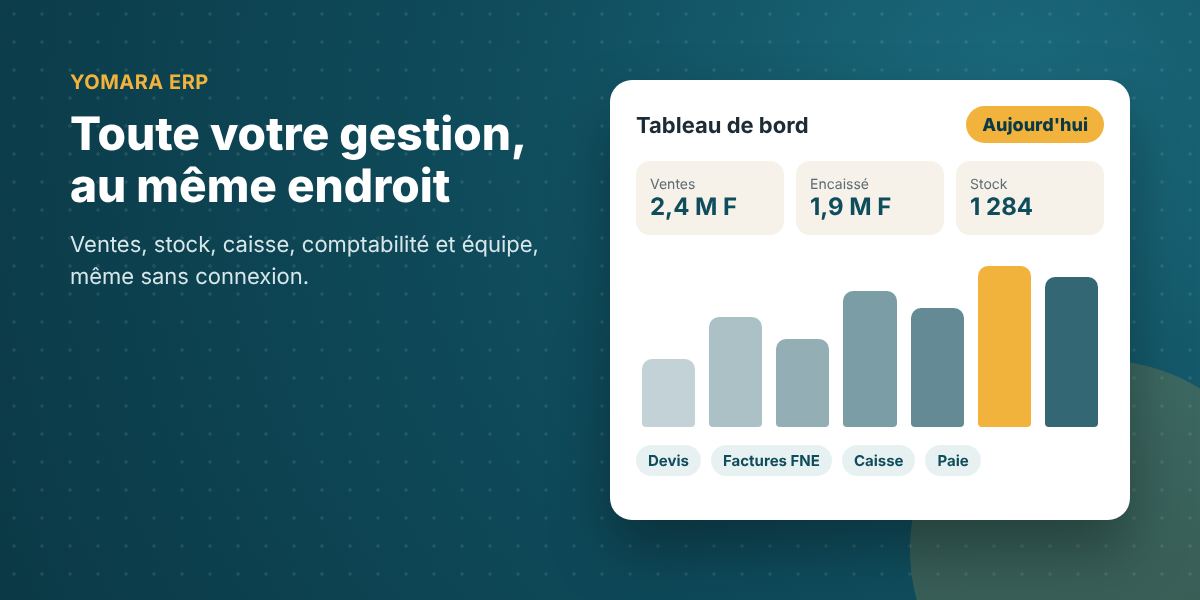 YOMARA ERP
Toute votre gestion,
au même endroit
Ventes, stock, caisse, comptabilité et équipe,
même sans connexion.
Tableau de bord
Aujourd'hui
Ventes
2,4 M F
Encaissé
1,9 M F
Stock
1 284
Devis
Factures FNE
Caisse
Paie